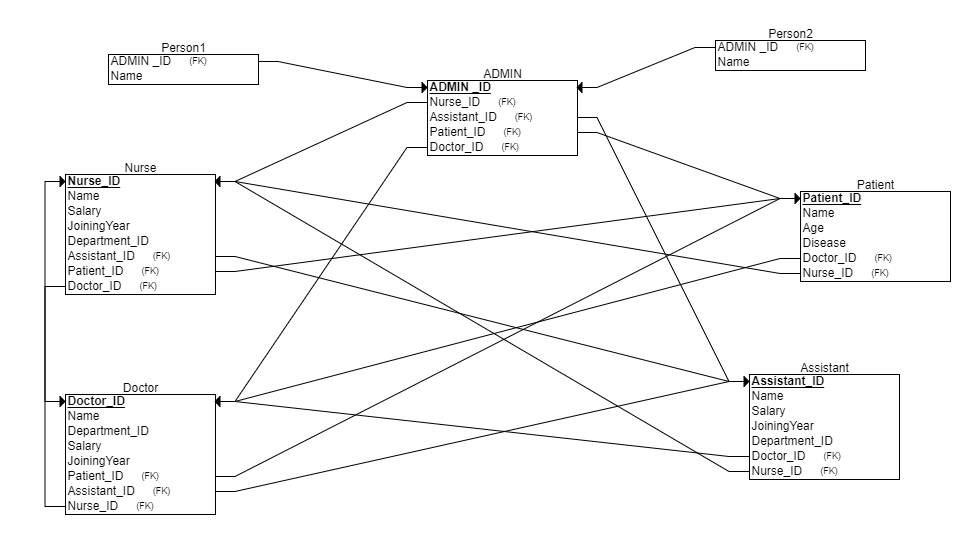 Person1
ADMIN _ID (FK)
Name
Person2
ADMIN _ID (FK)
Name
ADMIN
ADMIN _ID
Nurse_ID (FK)
Assistant_ID (FK)
Patient_ID (FK)
Doctor_ID (FK)
Nurse
Nurse_ID
Name
Salary
JoiningYear
Department_ID
Assistant_ID (FK)
Patient_ID (FK)
Doctor_ID (FK)
Patient
Patient_ID
Name
Age
Disease
Doctor_ID (FK)
Nurse_ID (FK)
Doctor
Doctor_ID
Name
Department_ID
Salary
JoiningYear
Patient_ID (FK)
Assistant_ID (FK)
Nurse_ID (FK)
Assistant
Assistant_ID
Name
Salary
JoiningYear
Department_ID
Doctor_ID (FK)
Nurse_ID (FK)